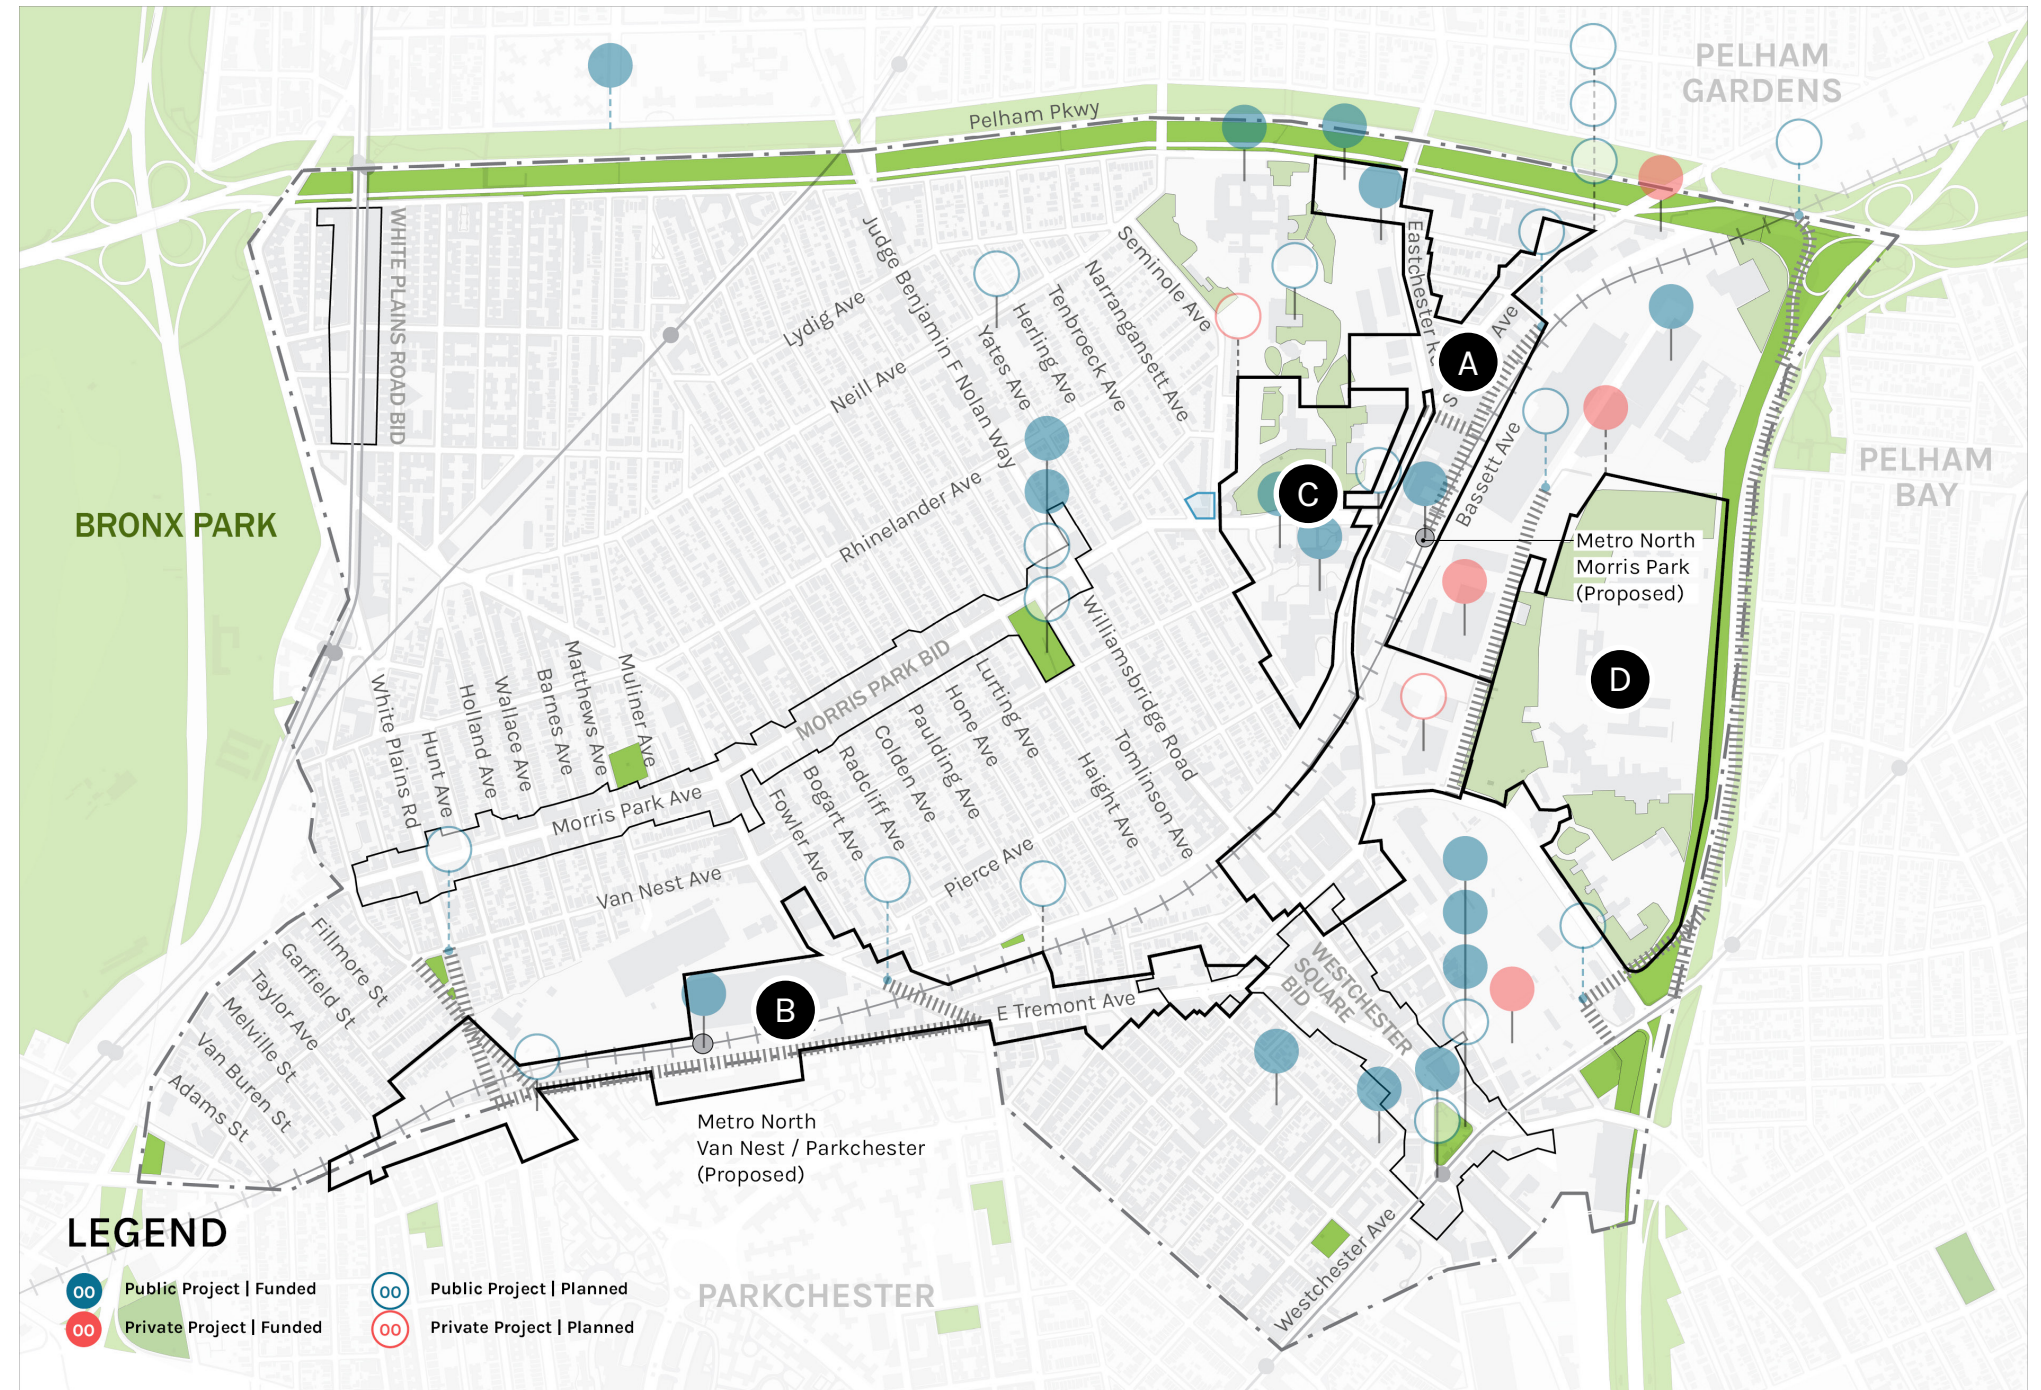 PELHAM
GARDENS
Pelham Pkwy
WHITE PLAINS ROAD BID
Judge Benjamin F Nolan Way
Seminole Ave
Narrangansett Ave
Tenbroeck Ave
Herling Ave
Yates Ave
Lydig Ave
Neill Ave
Rhinelander Ave
Eastchester R
Ave
S
A
Bassett Ave
PELHAM
BAY
BRONX PARK
C
Metro North
Morris Park
(Proposed)
D
MORRIS PARK BID
Williamsbridge Road
White Plains Rd
Hunt Ave
Holland Ave
Wallace Ave
Barnes Ave
Matthews Ave
Muliner Ave
Morris Park Ave
Van Nest Ave
Fowler Ave
Bogart Ave
Radcliff Ave
Colden Ave
Paulding Ave
Hone Ave
Lurting Ave
Haight Ave
Tomlinson Ave
Pierce Ave
Fillmore St
Garfield St
Taylor Ave
Melville St
Van Buren St
Adams St
B
E Tremont Ave
WESTCHESTER
SQUARE
BID
Metro North
Van Nest / Parkchester
(Proposed)
Westchester Ave
PARKCHESTER
LEGEND
00 Public Project | Funded
00 Public Project | Planned
00 Private Project | Funded
00 Private Project | Planned